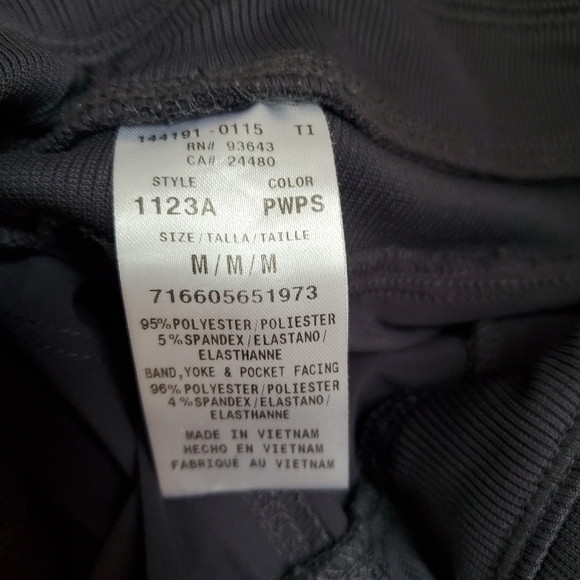 144191-0115 TI
RN# 93643
CA# 24480
STYLE COLOR
1123A PWPS
SIZE/TALLA/TAILLE
M/M/M
716605651973
95% POLYESTER/POLIESTER
5% SPANDEX/ELASTANO/
ELASTHANNE
BAND, YOKE & POCKET FACING
96% POLYESTER/POLIESTER
4% SPANDEX/ELASTANO/
ELASTHANNE
MADE IN VIETNAM
HECHO EN VIETNAM
FABRIQUÉ AU VIETNAM